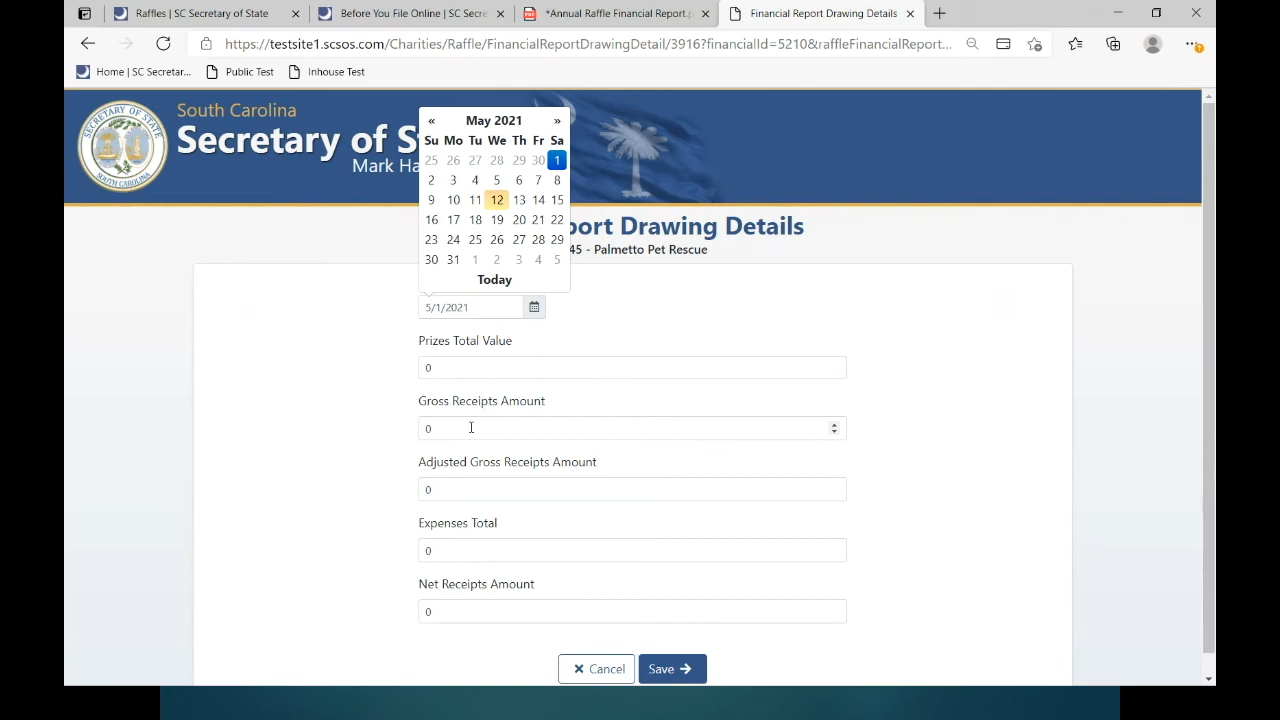 Raffles | SC Secretary of State
Before You File Online | SC Secre
*Annual Raffle Financial Report.p
Financial Report Drawing Details
https://testsite1.scsos.com/Charities/Raffle/FinancialReportDrawingDetail/3916?financialId=5210&raffleFinancialReport...
Home | SC Secretar...
Public Test
Inhouse Test
SECRETARY OF STATE
SOUTH CAROLINA
South Carolina
Secretary of S
Mark Ha
« May 2021 »
Su Mo Tu We Th Fr Sa
25 26 27 28 29 30 1
2 3 4 5 6 7 8
9 10 11 12 13 14 15
16 17 18 19 20 21 22
23 24 25 26 27 28 29
30 31 1 2 3 4 5
Today
port Drawing Details
45 - Palmetto Pet Rescue
5/1/2021
Prizes Total Value
0
Gross Receipts Amount
0
Adjusted Gross Receipts Amount
0
Expenses Total
0
Net Receipts Amount
0
Cancel
Save